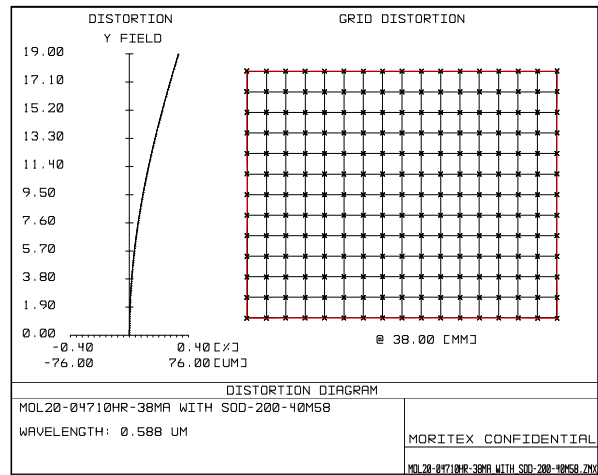 DISTORTION
Y FIELD
19.00
17.10
15.20
13.30
11.40
9.50
7.60
5.70
3.80
1.90
0.00
-0.40 0.40[%]
-76.00 76.00[UM]
GRID DISTORTION
@ 38.00 [MM]
DISTORTION DIAGRAM
MOL20-04710HR-38MA WITH SOD-200-40M58
WAVELENGTH: 0.588 UM
MORITEX CONFIDENTIAL
MOL20-04710HR-38MA WITH SOD-200-40M58.ZMX